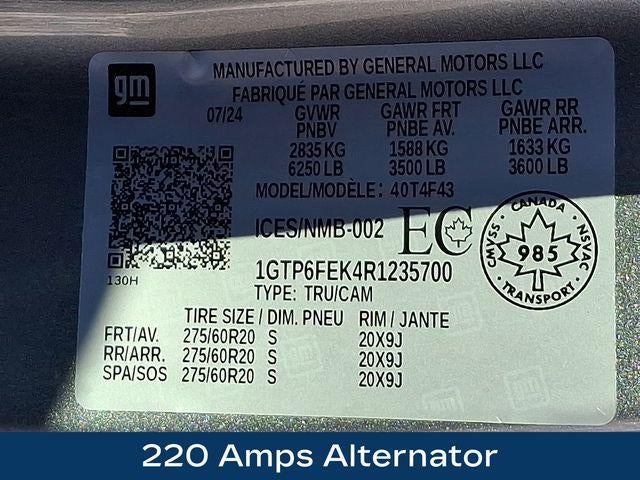 gm
MANUFACTURED BY GENERAL MOTORS LLC
FABRIQUÉ PAR GENERAL MOTORS LLC
07/24 GVWR GAWR FRT GAWR RR
PNBV PNBE AV. PNBE ARR.
2835 KG 1588 KG 1633 KG
6250 LB 3500 LB 3600 LB
MODEL/MODÈLE: 40T4F43
ICES/NMB-002 EC
CANADA
CMVSS 985 NSVAC
TRANSPORT
1GTP6FEK4R1235700
130H
TYPE: TRU/CAM
TIRE SIZE / DIM. PNEU RIM / JANTE
FRT/AV. 275/60R20 S 20X9J
RR/ARR. 275/60R20 S 20X9J
SPA/SOS 275/60R20 S 20X9J
220 Amps Alternator